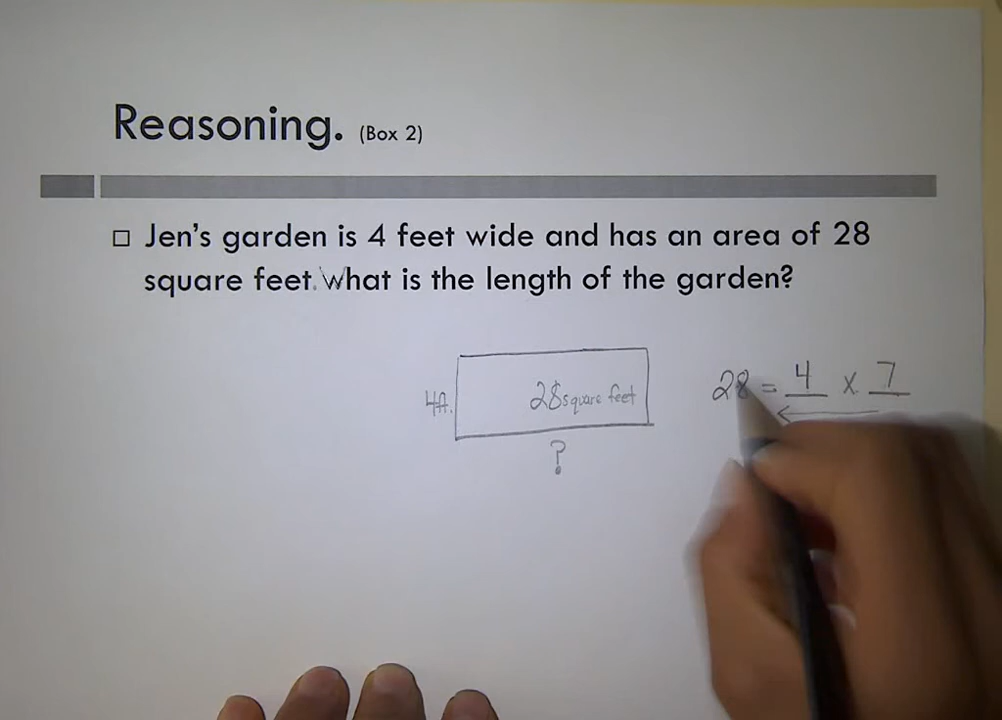 Reasoning. (Box 2)
Jen's garden is 4 feet wide and has an area of 28
square feet. What is the length of the garden?
4ft. 28 square feet 28 = 4 x 7
?